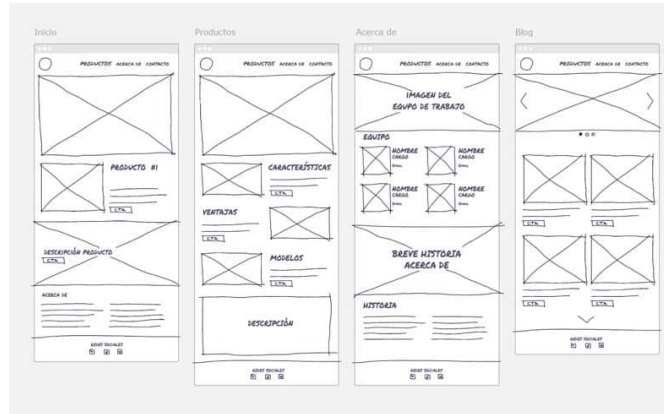 Inicio
PRODUCTOS ACERCA DE CONTACTO
PRODUCTO #1
CTA
DESCRIPCIÓN PRODUCTO
CTA
ACERCA DE
REDES SOCIALES
Productos
PRODUCTOS ACERCA DE CONTACTO
CARACTERÍSTICAS
CTA
VENTAJAS
CTA
MODELOS
CTA
DESCRIPCIÓN
REDES SOCIALES
Acerca de
PRODUCTOS ACERCA DE CONTACTO
IMAGEN DEL
EQUPO DE TRABAJO
EQUIPO
NOMBRE
CARGO
NOMBRE
CARGO
NOMBRE
CARGO
NOMBRE
CARGO
BREVE HISTORIA
ACERCA DE
HISTORIA
REDES SOCIALES
Blog
PRODUCTOS ACERCA DE CONTACTO
CTA
CTA
CTA
CTA
REDES SOCIALES